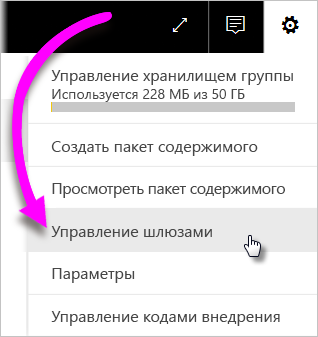 Управление хранилищем группы
Используется 228 МБ из 50 ГБ
Создать пакет содержимого
Просмотреть пакет содержимого
Управление шлюзами
Параметры
Управление кодами внедрения